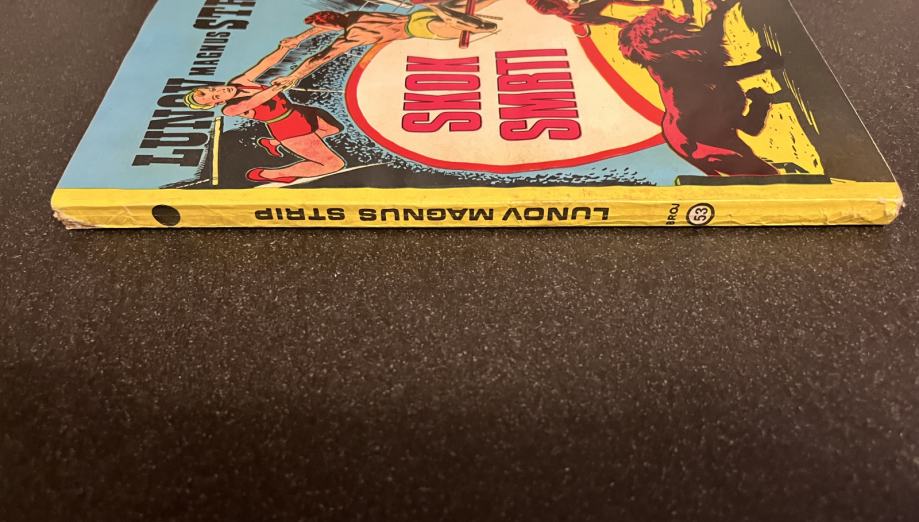 LUNOV
MAGNUS
SKOK
SMRTI
LUNOV MAGNUS STRIP
BROJ
53